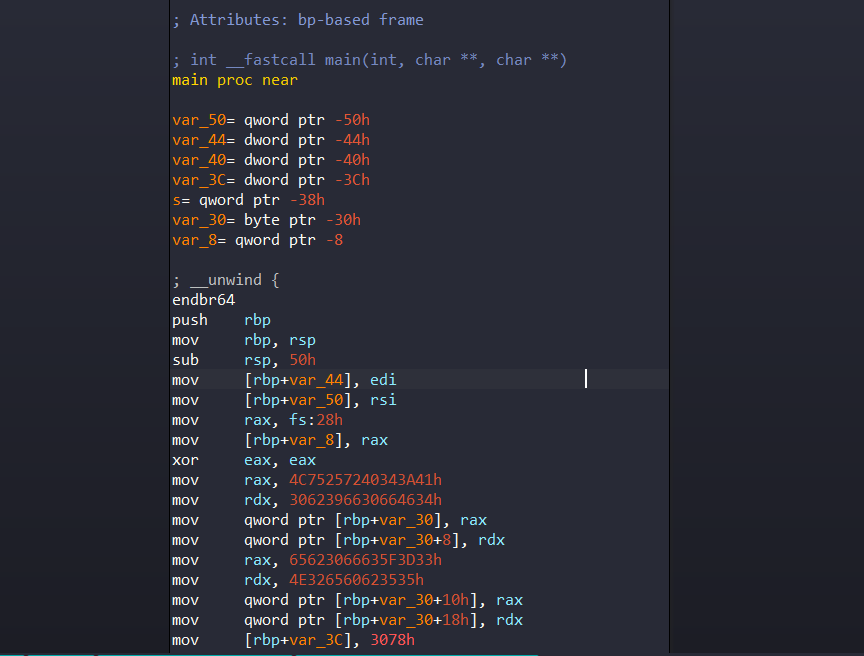 ; Attributes: bp-based frame
; int __fastcall main(int, char **, char **)
main proc near
var_50= qword ptr -50h
var_44= dword ptr -44h
var_40= dword ptr -40h
var_3C= dword ptr -3Ch
s= qword ptr -38h
var_30= byte ptr -30h
var_8= qword ptr -8
; __unwind {
endbr64
push rbp
mov rbp, rsp
sub rsp, 50h
mov [rbp+var_44], edi
mov [rbp+var_50], rsi
mov rax, fs:28h
mov [rbp+var_8], rax
xor eax, eax
mov rax, 4C75257240343A41h
mov rdx, 3062396630664634h
mov qword ptr [rbp+var_30], rax
mov qword ptr [rbp+var_30+8], rdx
mov rax, 65623066635F3D33h
mov rdx, 4E326560623535h
mov qword ptr [rbp+var_30+10h], rax
mov qword ptr [rbp+var_30+18h], rdx
mov [rbp+var_3C], 3078h